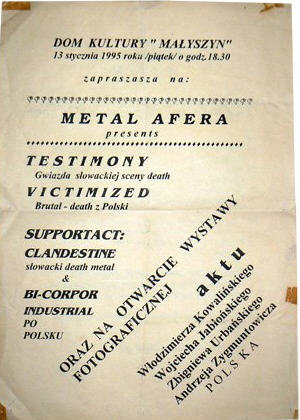 DOM KULTURY " MAŁYSZYN"
13 stycznia 1995 roku /piątek/ o godz.18.30
zapraszasza na:
METAL AFERA
presents
TESTIMONY
Gwiazda słowackiej sceny death
VICTIMIZED
Brutal - death z Polski
SUPPORTACT:
CLANDESTINE
słowacki death metal
&
BI-CORPOR
INDUSTRIAL
PO
POLSKU
ORAZ NA OTWARCIE WYSTAWY
FOTOGRAFICZNEJ
aktu
Włodzimierza Kowalińskiego
Wojciecha Jabłońskiego
Zbigniewa Urbańskiego
Andrzeja Zygmuntowicza
POLSKA